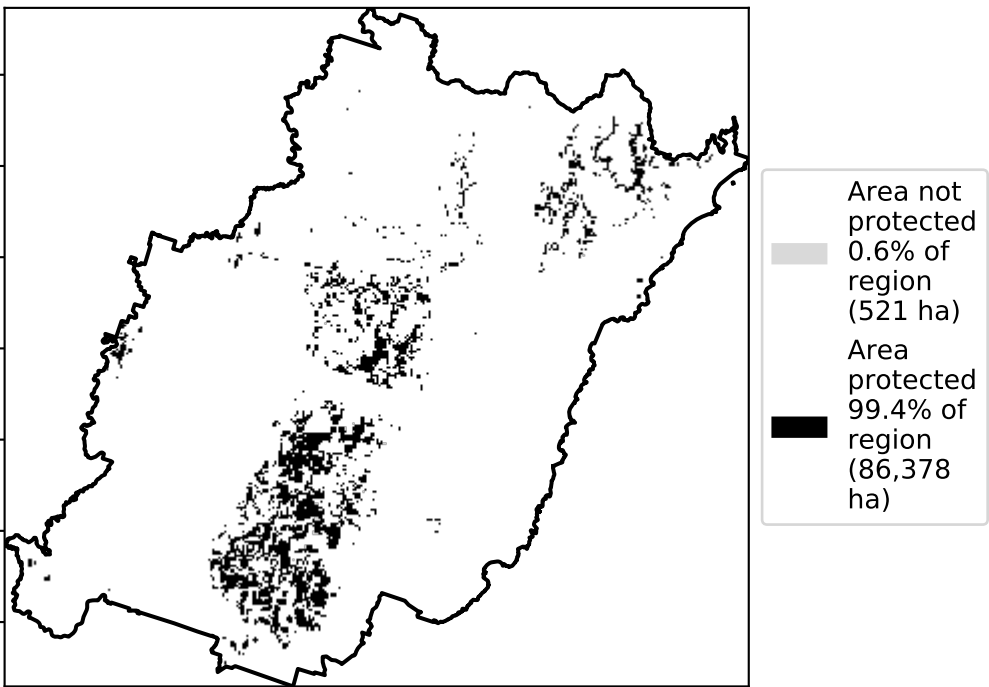 Area not
protected
0.6% of
region
(521 ha)
Area
protected
99.4% of
region
(86,378
ha)